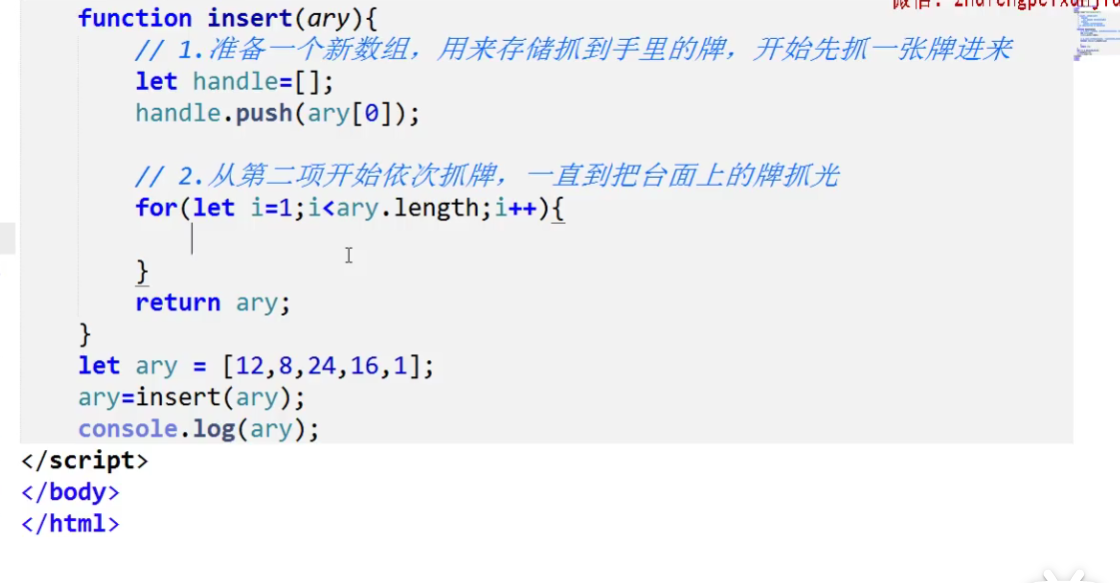 function insert(ary){
// 1.准备一个新数组，用来存储抓到手里的牌，开始先抓一张牌进来
let handle=[];
handle.push(ary[0]);
// 2.从第二项开始依次抓牌，一直到把台面上的牌抓光
for(let i=1;i<ary.length;i++){
}
return ary;
}
let ary = [12,8,24,16,1];
ary=insert(ary);
console.log(ary);
</script>
</body>
</html>